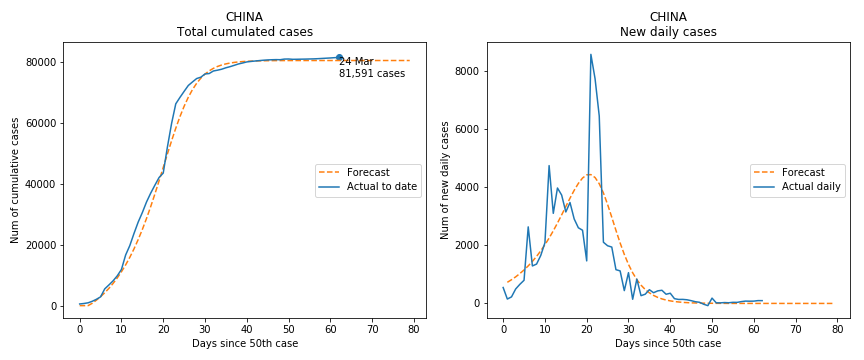 CHINA
Total cumulated cases
Num of cumulative cases
80000
60000
40000
20000
0
24 Mar
81,591 cases
Forecast
Actual to date
0 10 20 30 40 50 60 70 80
Days since 50th case
CHINA
New daily cases
Num of new daily cases
8000
6000
4000
2000
0
Forecast
Actual daily
0 10 20 30 40 50 60 70 80
Days since 50th case